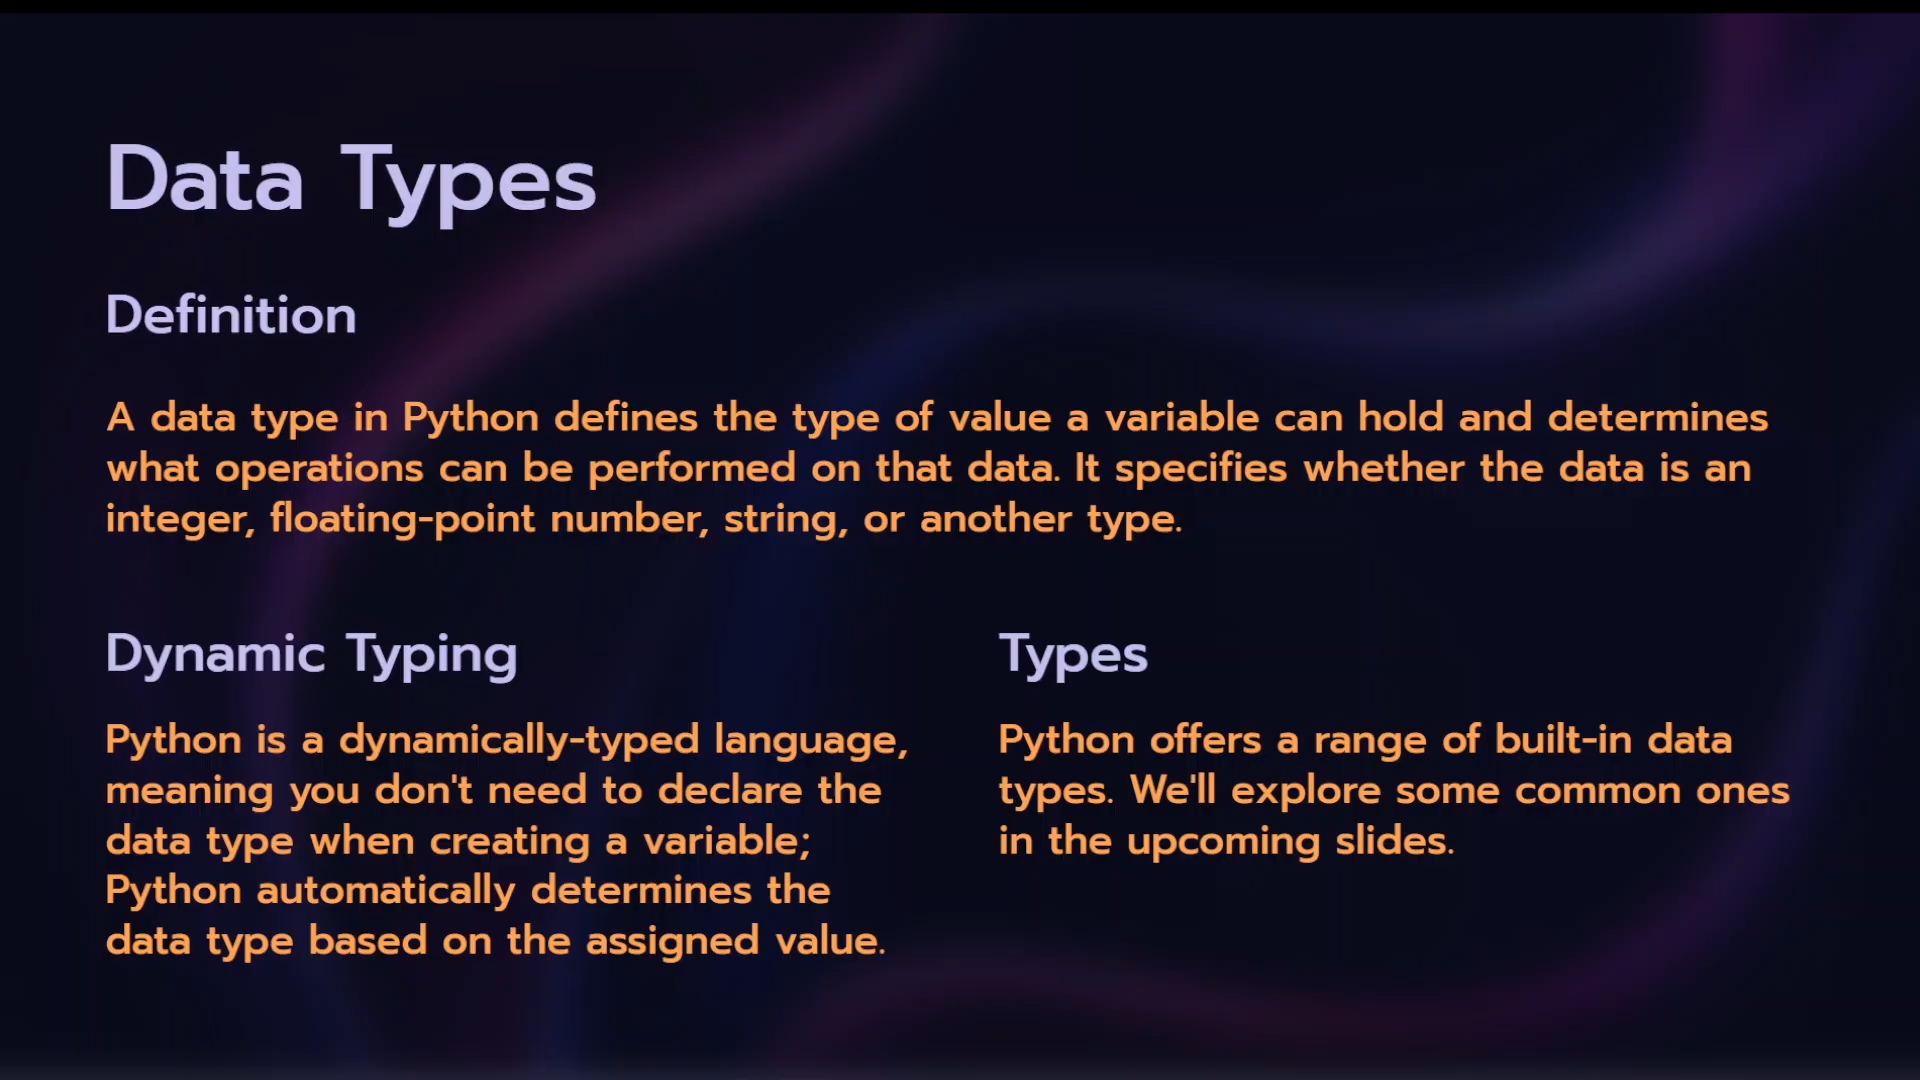 Data Types
Definition
A data type in Python defines the type of value a variable can hold and determines
what operations can be performed on that data. It specifies whether the data is an
integer, floating-point number, string, or another type.
Dynamic Typing
Python is a dynamically-typed language,
meaning you don't need to declare the
data type when creating a variable;
Python automatically determines the
data type based on the assigned value.
Types
Python offers a range of built-in data
types. We'll explore some common ones
in the upcoming slides.